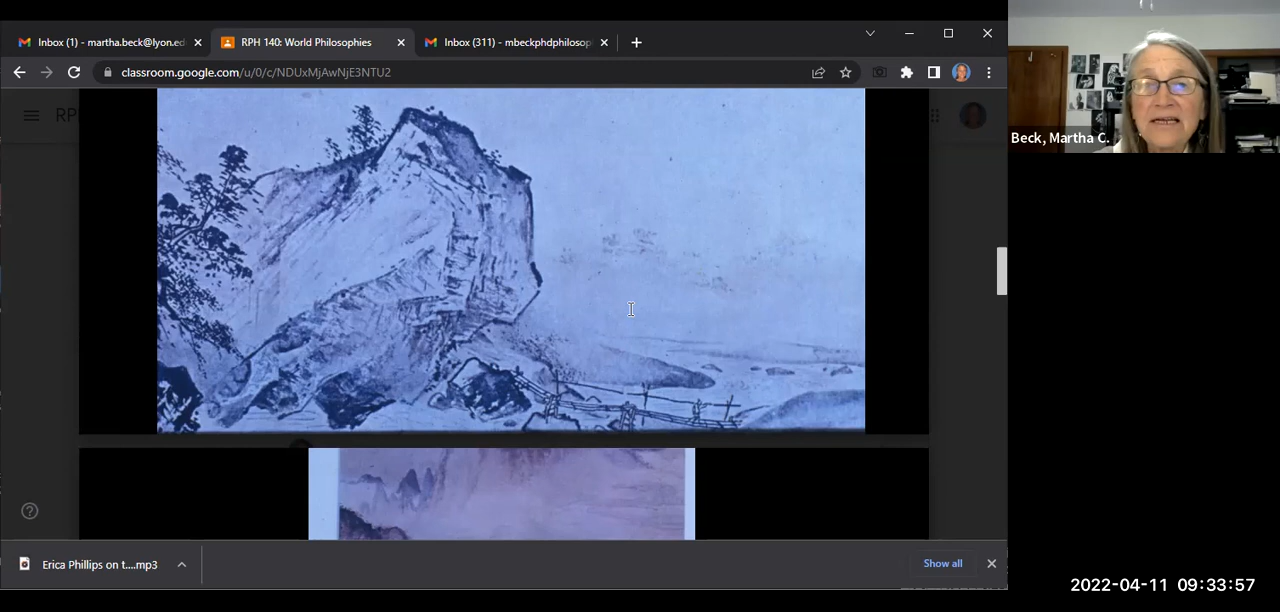 Inbox (1) - martha.beck@lyon.ed
RPH 140: World Philosophies
Inbox (311) - mbeckphdphilosop
classroom.google.com/u/0/c/NDUxMjAwNjE3NTU2
RP
Beck, Martha C.
Erica Phillips on t....mp3
Show all
2022-04-11 09:33:57